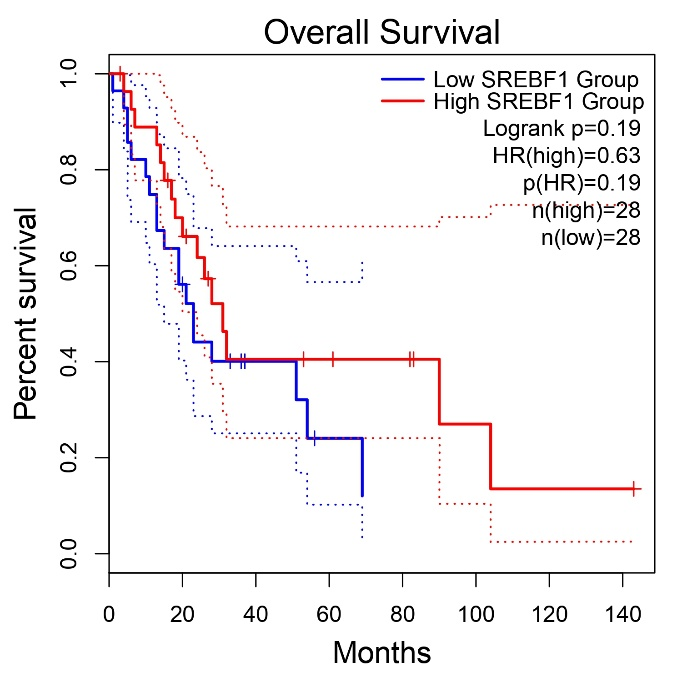 Overall Survival
Low SREBF1 Group
High SREBF1 Group
Logrank p=0.19
HR(high)=0.63
p(HR)=0.19
n(high)=28
n(low)=28
Percent survival
1.0
0.8
0.6
0.4
0.2
0.0
0 20 40 60 80 100 120 140
Months